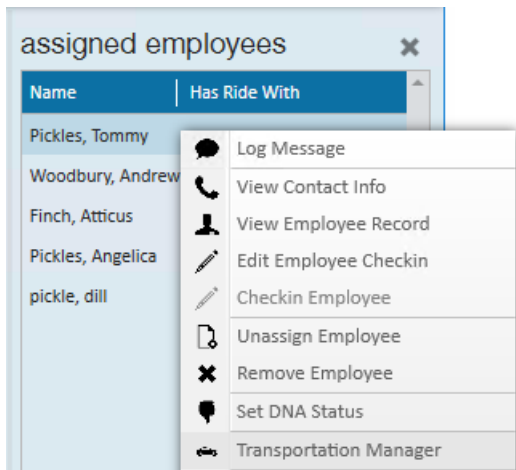 assigned employees
Name Has Ride With
Pickles, Tommy
Woodbury, Andrew
Finch, Atticus
Pickles, Angelica
pickle, dill
Log Message
View Contact Info
View Employee Record
Edit Employee Checkin
Checkin Employee
Unassign Employee
Remove Employee
Set DNA Status
Transportation Manager